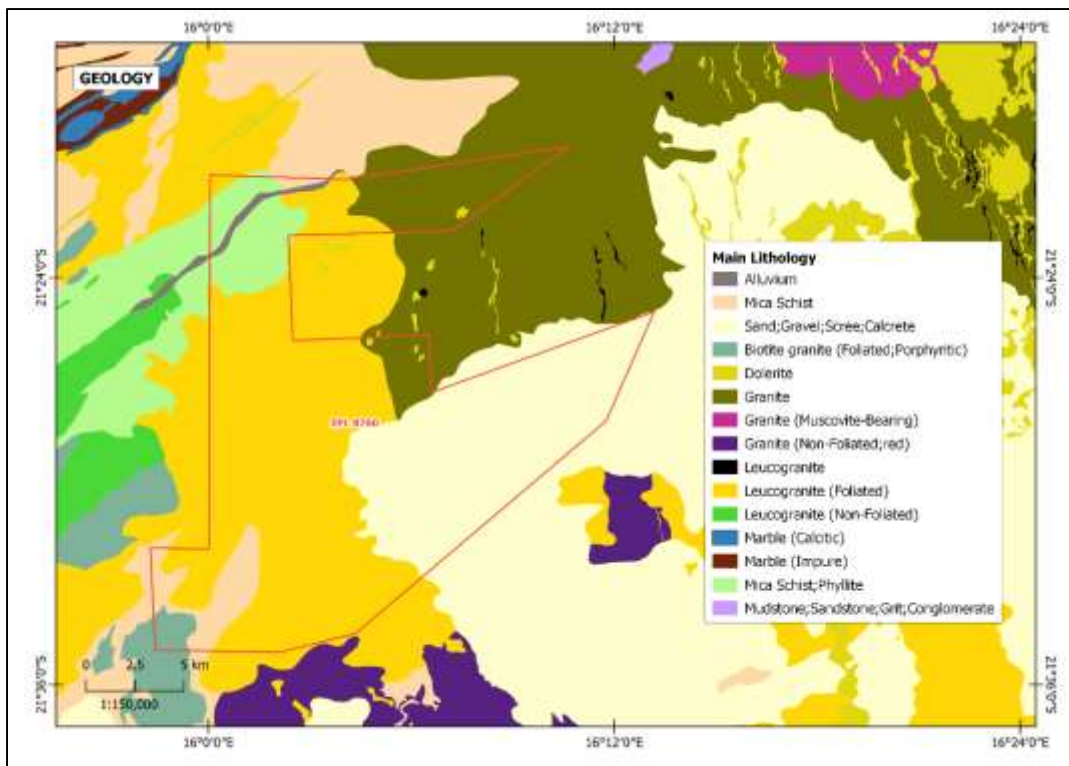 16°0'0"E 16°12'0"E 16°24'0"E
GEOLOGY
21°24'0"S 21°24'0"S
Main Lithology
Alluvium
Mica Schist
Sand;Gravel;Scree;Calcrete
Biotite granite (Foliated;Porphyritic)
Dolerite
Granite
Granite (Muscovite-Bearing)
Granite (Non-Foliated;red)
Leucogranite
Leucogranite (Foliated)
Leucogranite (Non-Foliated)
Marble (Calcitic)
Marble (Impure)
Mica Schist;Phyllite
Mudstone;Sandstone;Grit;Conglomerate
EPL 8766
0 2.5 5 km
1:150,000
21°36'0"S 21°36'0"S
16°0'0"E 16°12'0"E 16°24'0"E